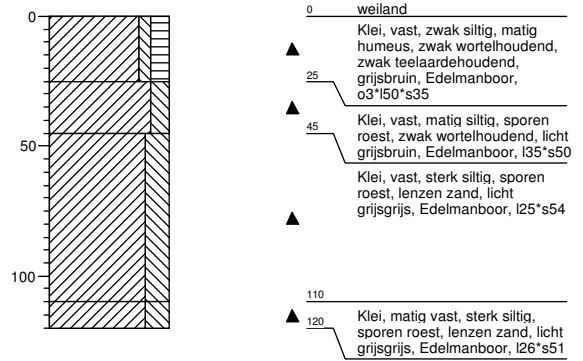 0
50
100
0 weiland
Klei, vast, zwak siltig, matig
humeus, zwak wortelhoudend,
zwak teelaardehoudend,
grijsbruin, Edelmanboor,
o3*l50*s35
25
Klei, vast, matig siltig, sporen
roest, zwak wortelhoudend, licht
grijsbruin, Edelmanboor, l35*s50
45
Klei, vast, sterk siltig, sporen
roest, lenzen zand, licht
grijsgrijs, Edelmanboor, l25*s54
110
Klei, matig vast, sterk siltig,
sporen roest, lenzen zand, licht
grijsgrijs, Edelmanboor, l26*s51
120